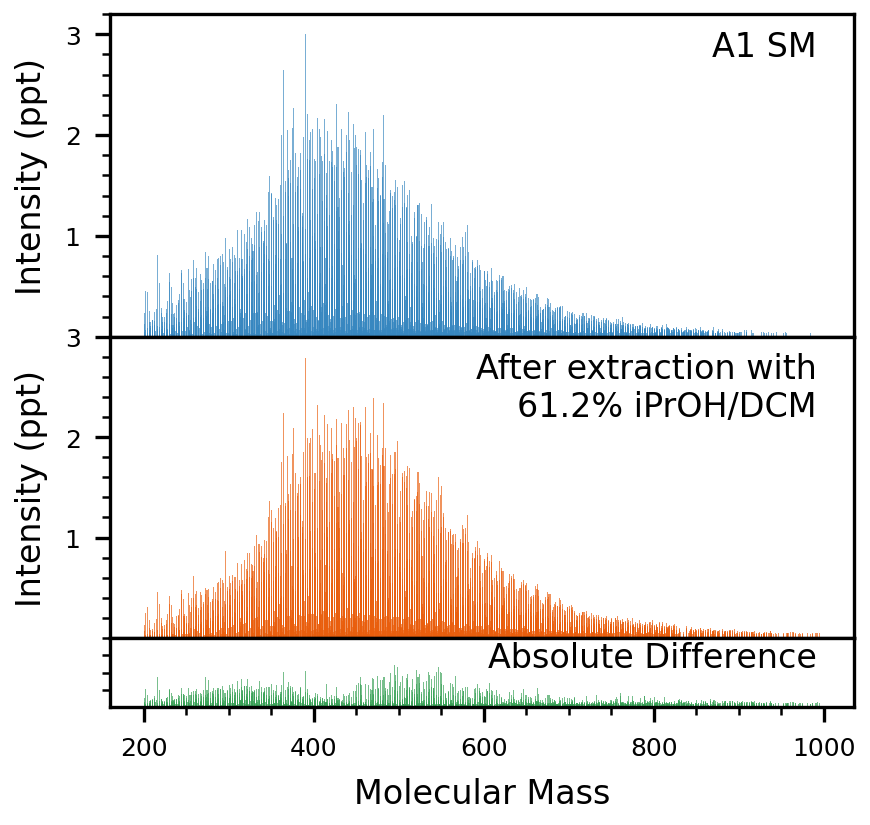 3
A1 SM
2
Intensity (ppt)
1
3
After extraction with
61.2% iPrOH/DCM
2
Intensity (ppt)
1
Absolute Difference
200 400 600 800 1000
Molecular Mass